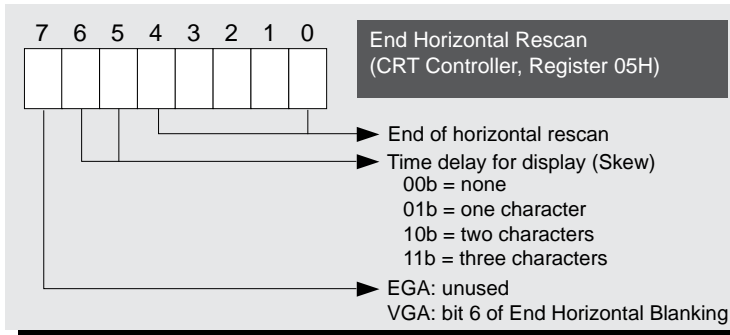 7 6 5 4 3 2 1 0
End Horizontal Rescan
(CRT Controller, Register 05H)
End of horizontal rescan
Time delay for display (Skew)
00b = none
01b = one character
10b = two characters
11b = three characters
EGA: unused
VGA: bit 6 of End Horizontal Blanking